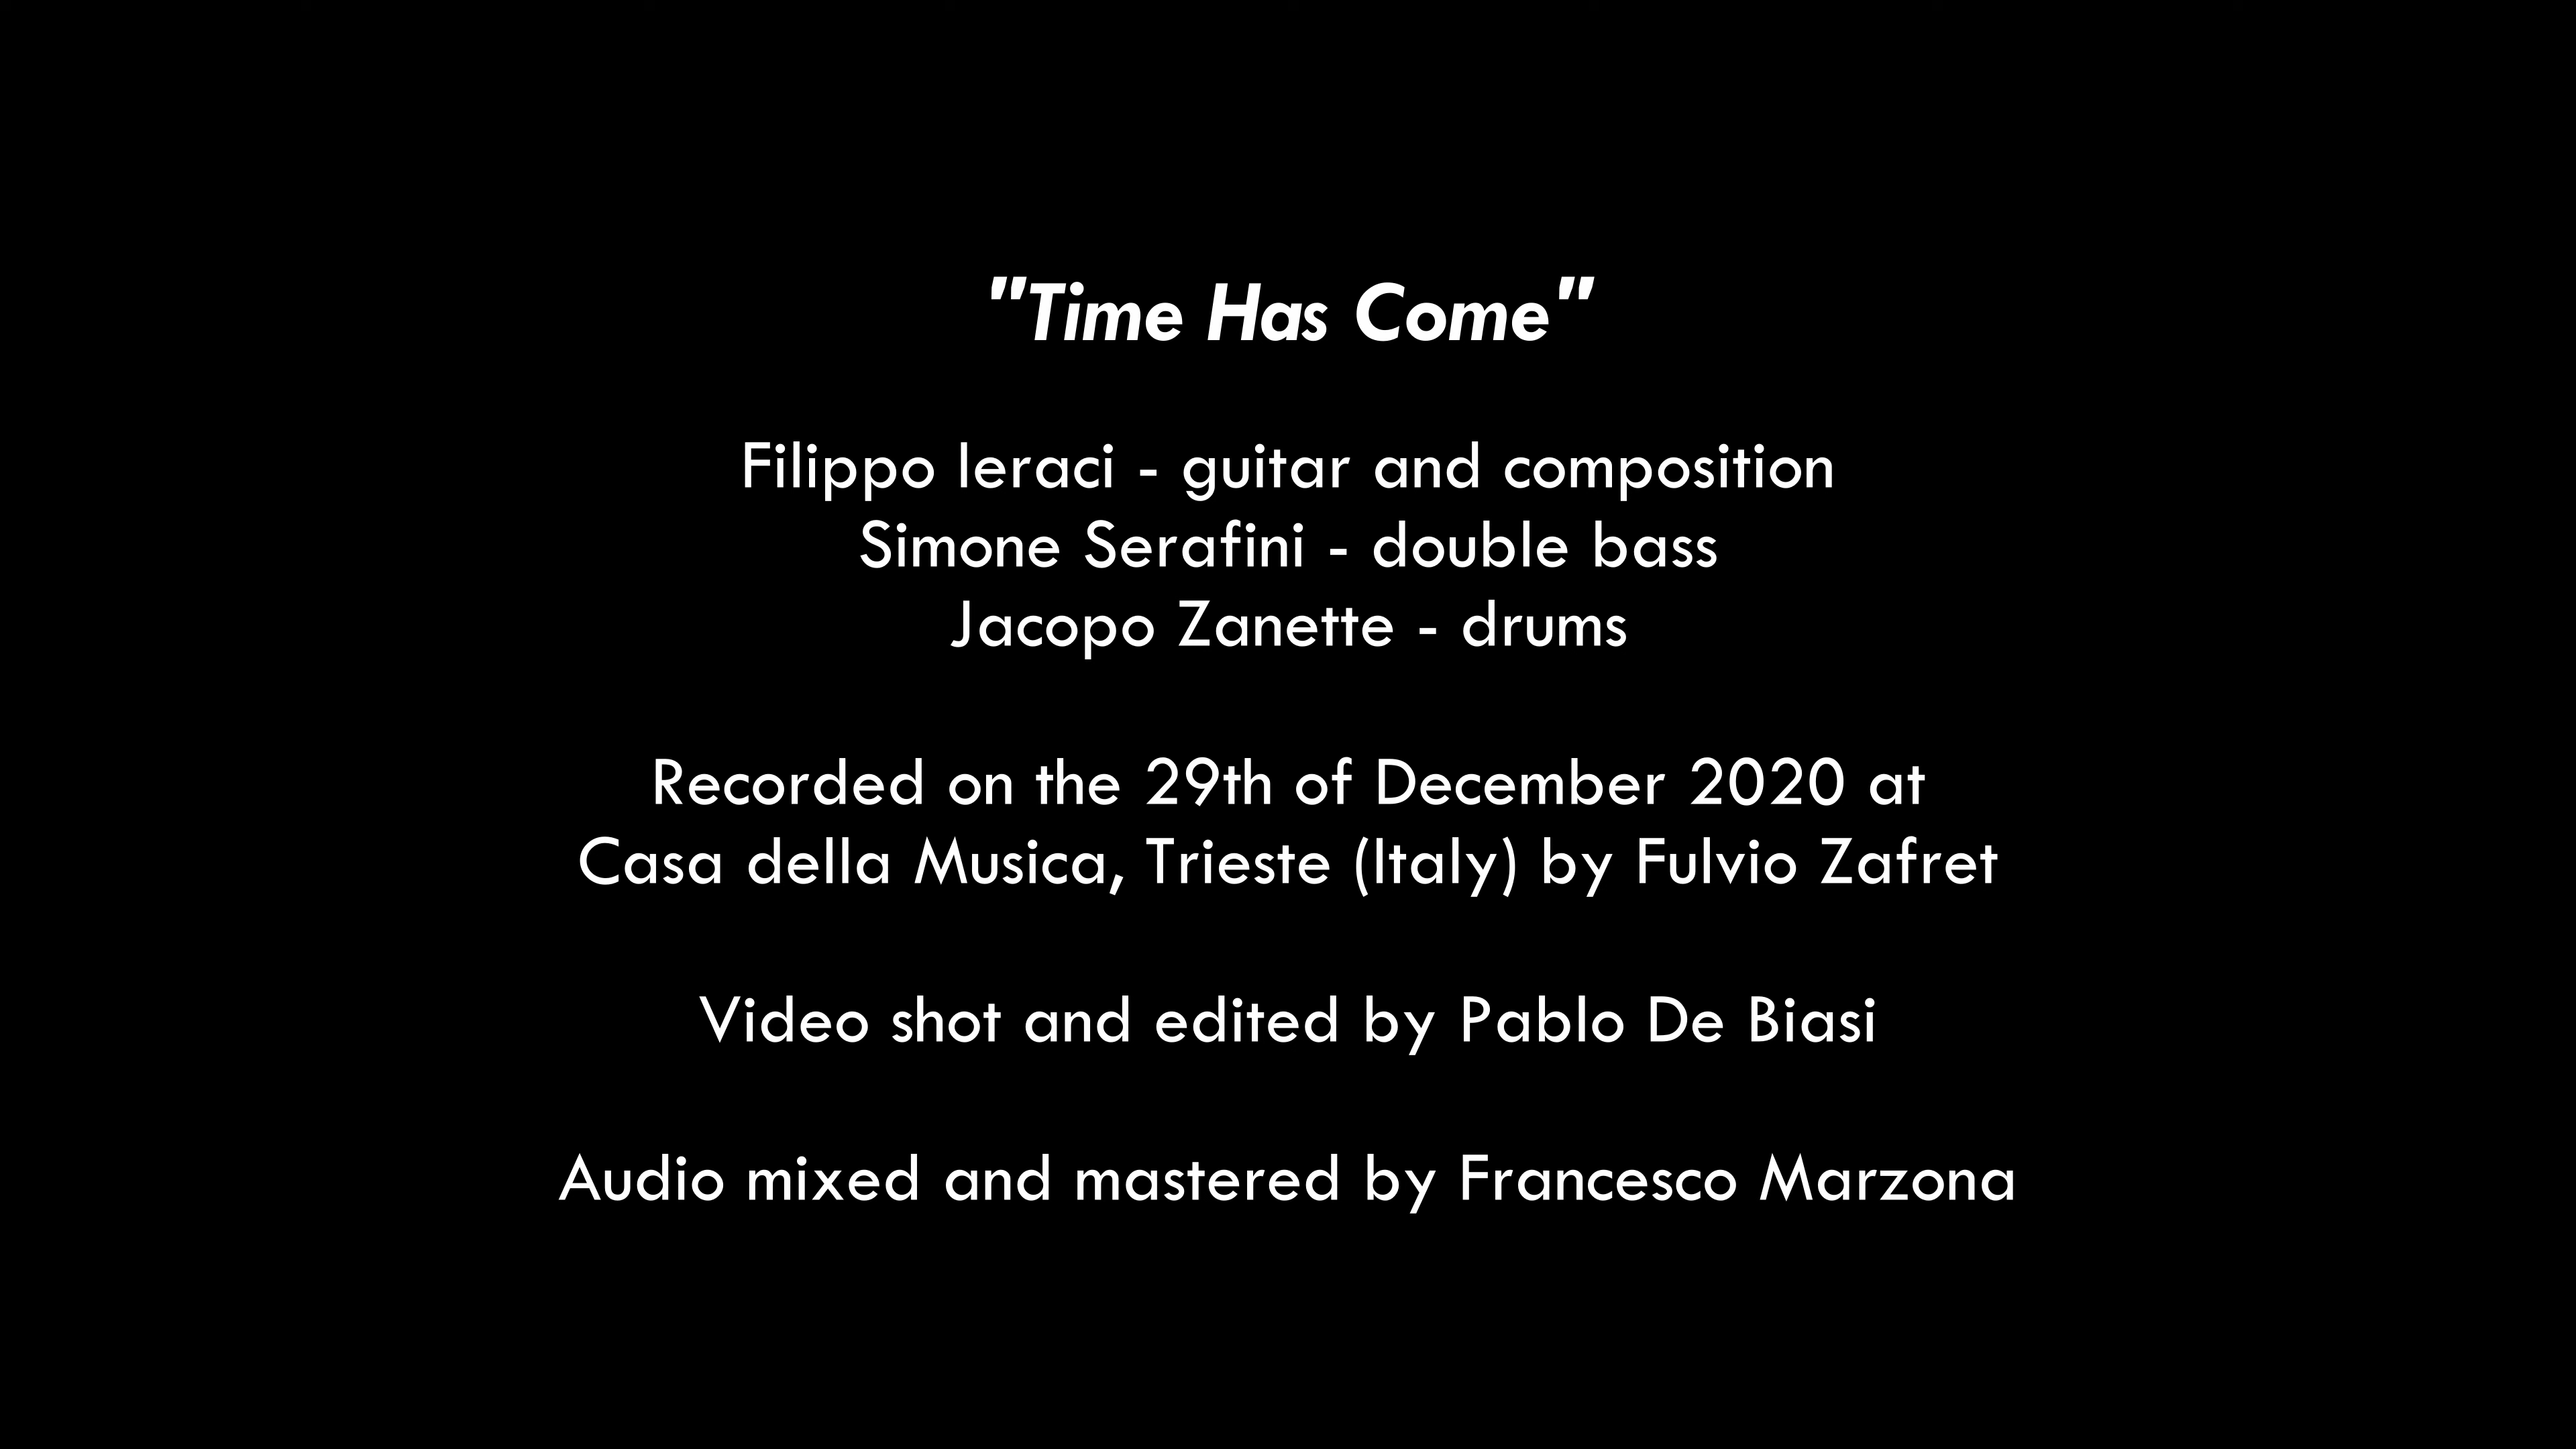 "Time Has Come"
Filippo Ieraci - guitar and composition
Simone Serafini - double bass
Jacopo Zanette - drums
Recorded on the 29th of December 2020 at
Casa della Musica, Trieste (Italy) by Fulvio Zafret
Video shot and edited by Pablo De Biasi
Audio mixed and mastered by Francesco Marzona